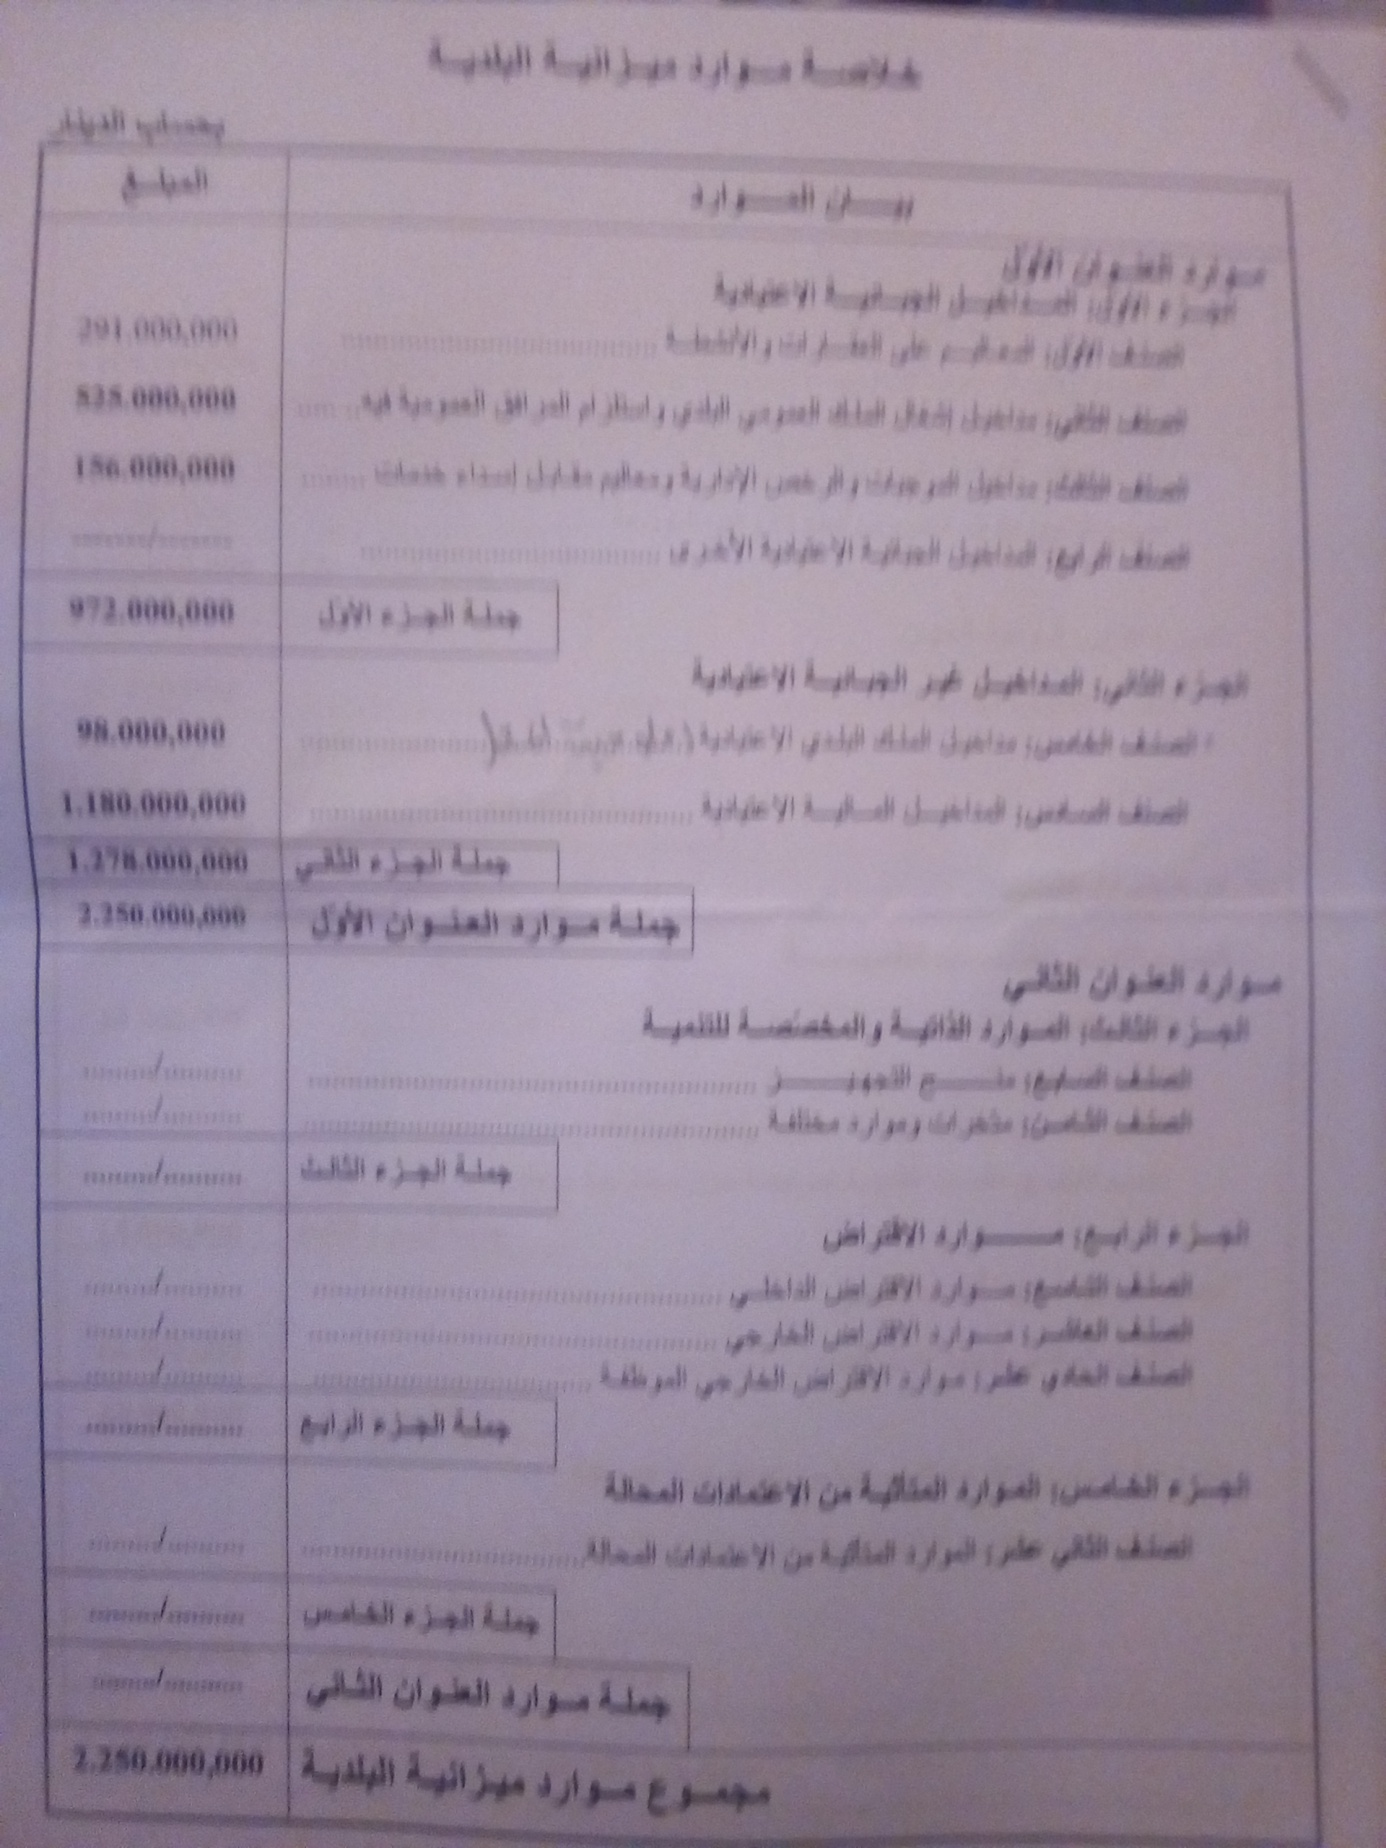 خلاصة موارد ميزانية البلدية
بحساب الدينار
بيان الموارد المبلغ
موارد العنوان الأول
الجزء الأول: المداخيل الجبائية الاعتيادية
الصنف الأول: المعاليم على العقارات والأنشطة ........ 291.000,000
الصنف الثاني: مداخيل إشغال الملك العمومي البلدي واستلزام المرافق العمومية فيه ........ 525.000,000
الصنف الثالث: مداخيل الموجبات والرخص الإدارية ومعاليم مقابل إسداء خدمات ........ 156.000,000
الصنف الرابع: المداخيل الجبائية الاعتيادية الأخرى ........ ......../........
جملة الجزء الأول 972.000,000
الجزء الثاني: المداخيل غير الجبائية الاعتيادية
الصنف الخامس: مداخيل الملك البلدي الاعتيادية ........ 98.000,000
الصنف السادس: المداخيل المالية الاعتيادية ........ 1.180.000,000
جملة الجزء الثاني 1.278.000,000
جملة موارد العنوان الأول 2.250.000,000
موارد العنوان الثاني
الجزء الثالث: الموارد الذاتية والمخصصة للتنمية
الصنف السابع: منح التجهيز ........ ......../........
الصنف الثامن: مدخرات وموارد مختلفة ........ ......../........
جملة الجزء الثالث ......../........
الجزء الرابع: موارد الاقتراض
الصنف التاسع: موارد الاقتراض الداخلي ........ ......../........
الصنف العاشر: موارد الاقتراض الخارجي ........ ......../........
الصنف الحادي عشر: موارد الاقتراض الخارجي الموظفة ........ ......../........
جملة الجزء الرابع ......../........
الجزء الخامس: الموارد المتأتية من الاعتمادات المحالة
الصنف الثاني عشر: الموارد المتأتية من الاعتمادات المحالة ........ ......../........
جملة الجزء الخامس ......../........
جملة موارد العنوان الثاني ......../........
مجموع موارد ميزانية البلدية 2.250.000,000